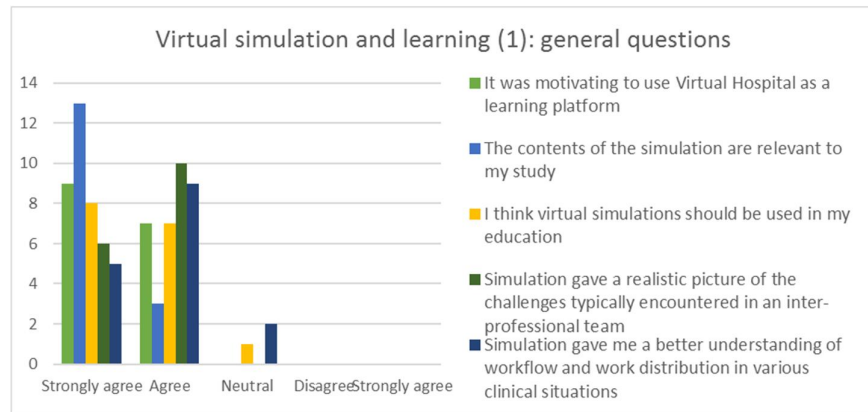 Virtual simulation and learning (1): general questions
14
12
10
8
6
4
2
0
Strongly agree Agree Neutral Disagree Strongly agree
It was motivating to use Virtual Hospital as a
learning platform
The contents of the simulation are relevant to
my study
I think virtual simulations should be used in my
education
Simulation gave a realistic picture of the
challenges typically encountered in an inter-
professional team
Simulation gave me a better understanding of
workflow and work distribution in various
clinical situations